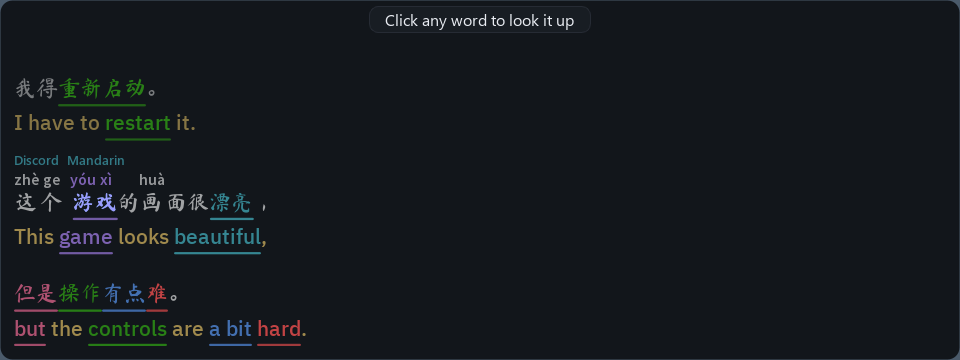 Click any word to look it up
我得重新启动。
I have to restart it.
Discord Mandarin
zhè ge yóu xì huà
这个 游戏的画面很漂亮，
This game looks beautiful,
但是操作有点难。
but the controls are a bit hard.